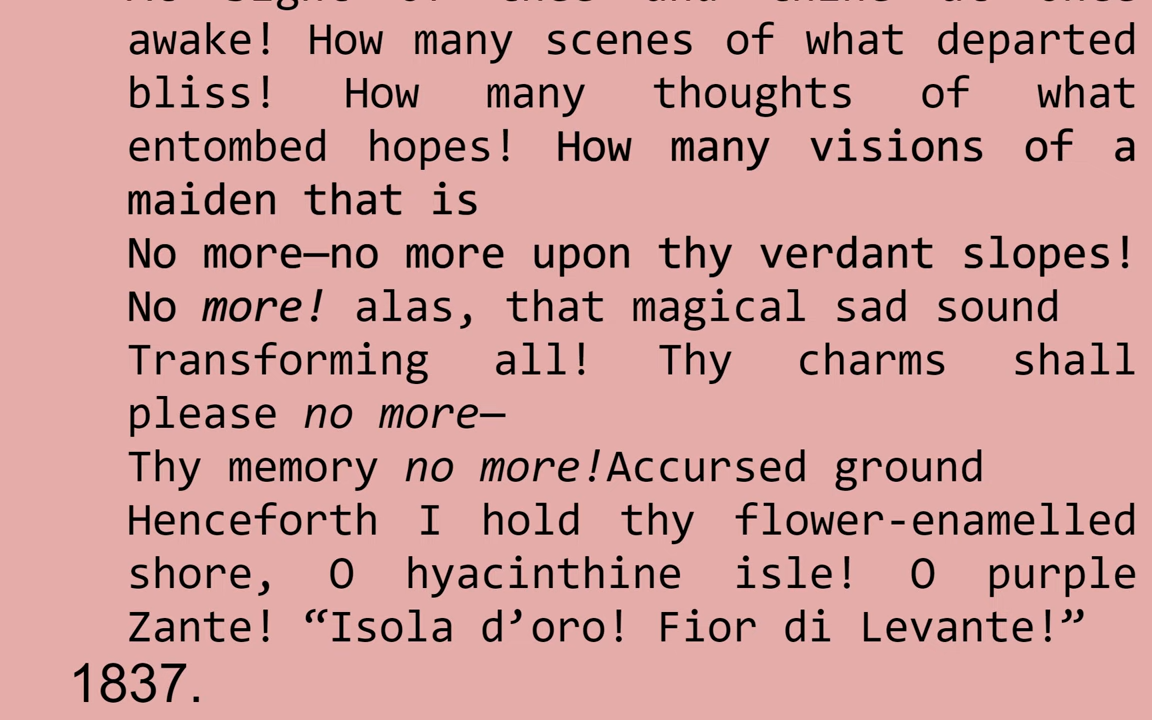 awake! How many scenes of what departed
bliss! How many thoughts of what
entombed hopes! How many visions of a
maiden that is
No more—no more upon thy verdant slopes!
No more! alas, that magical sad sound
Transforming all! Thy charms shall
please no more—
Thy memory no more!Accursed ground
Henceforth I hold thy flower-enamelled
shore, O hyacinthine isle! O purple
Zante! “Isola d’oro! Fior di Levante!”
1837.